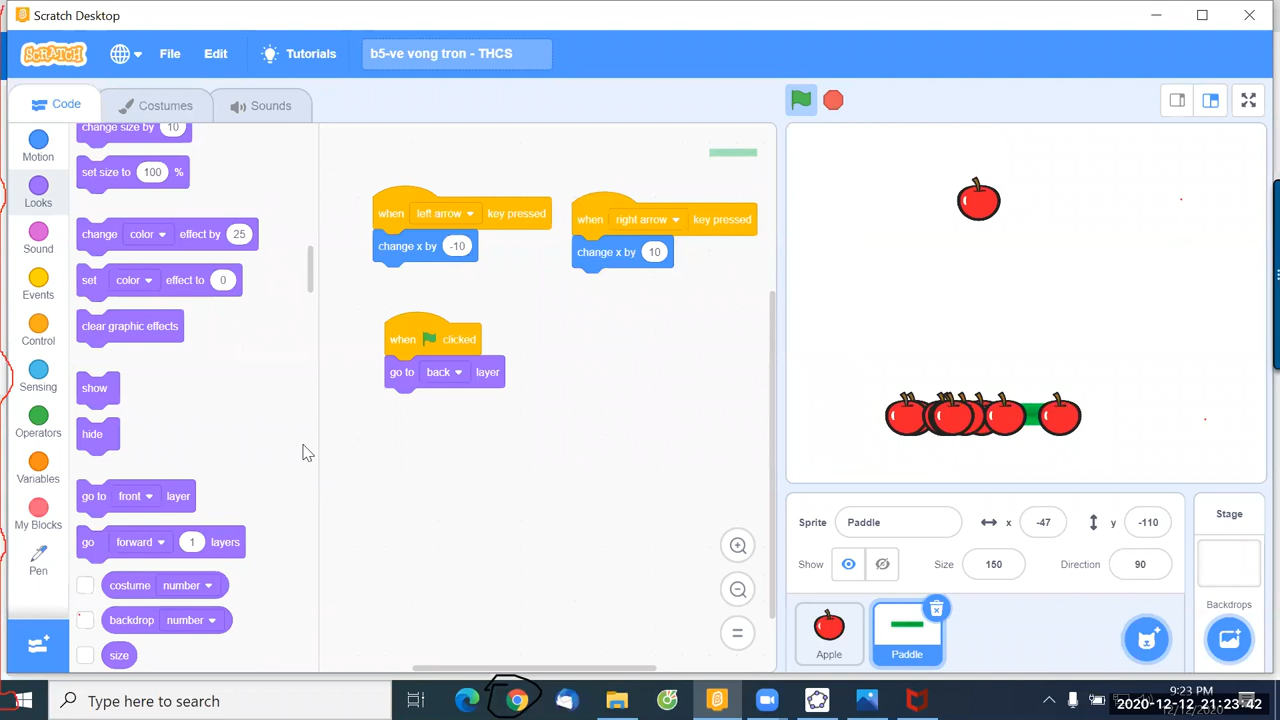 Scratch Desktop
SCRATCH File Edit Tutorials b5-ve vong tron - THCS
Code Costumes Sounds
Motion
Looks
Sound
Events
Control
Sensing
Operators
Variables
My Blocks
Pen
change size by 10
set size to 100 %
change color effect by 25
set color effect to 0
clear graphic effects
show
hide
go to front layer
go forward 1 layers
costume number
backdrop number
size
when left arrow key pressed
change x by -10
when right arrow key pressed
change x by 10
when clicked
go to back layer
Sprite Paddle x -47 y -110
Show Size 150 Direction 90
Apple
Paddle
Stage
Backdrops
Type here to search
9:23 PM
2020-12-12 21:23:42